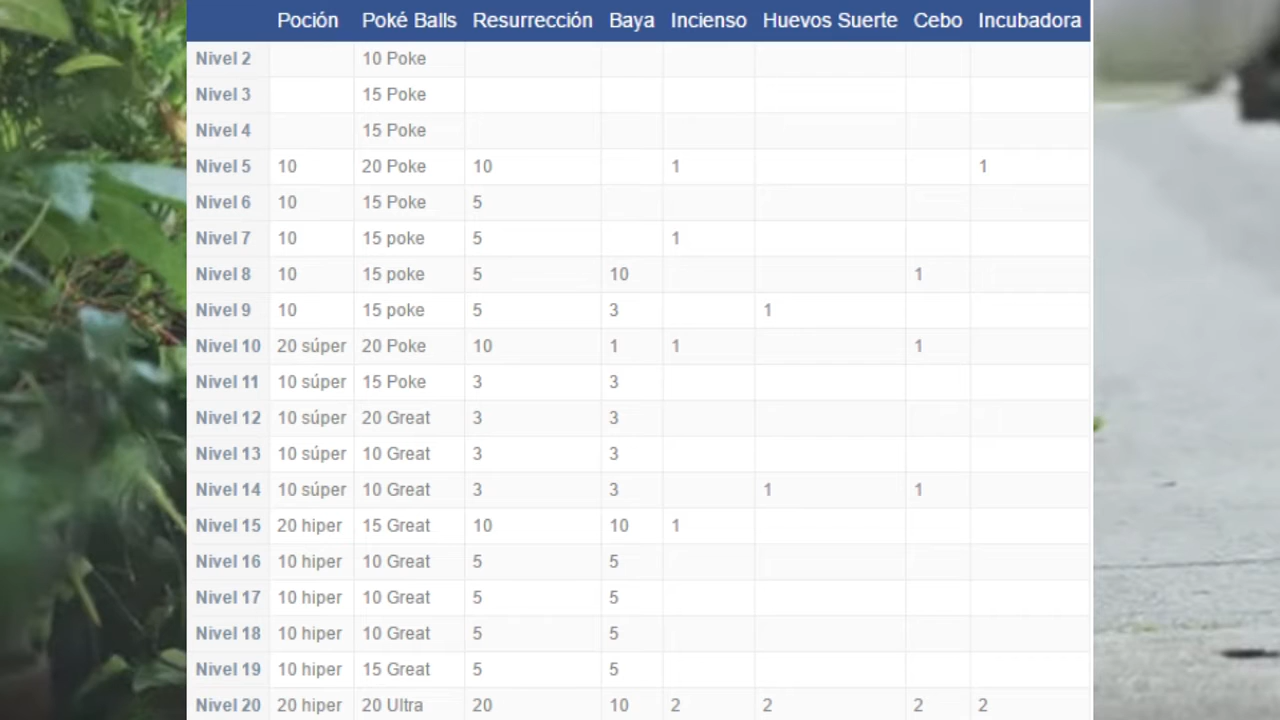 Poción Poké Balls Resurrección Baya Incienso Huevos Suerte Cebo Incubadora
Nivel 2 10 Poke
Nivel 3 15 Poke
Nivel 4 15 Poke
Nivel 5 10 20 Poke 10 1 1
Nivel 6 10 15 Poke 5
Nivel 7 10 15 poke 5 1
Nivel 8 10 15 poke 5 10 1
Nivel 9 10 15 poke 5 3 1
Nivel 10 20 súper 20 Poke 10 1 1 1
Nivel 11 10 súper 15 Poke 3 3
Nivel 12 10 súper 20 Great 3 3
Nivel 13 10 súper 10 Great 3 3
Nivel 14 10 súper 10 Great 3 3 1 1
Nivel 15 20 hiper 15 Great 10 10 1
Nivel 16 10 hiper 10 Great 5 5
Nivel 17 10 hiper 10 Great 5 5
Nivel 18 10 hiper 10 Great 5 5
Nivel 19 10 hiper 15 Great 5 5
Nivel 20 20 hiper 20 Ultra 20 10 2 2 2 2